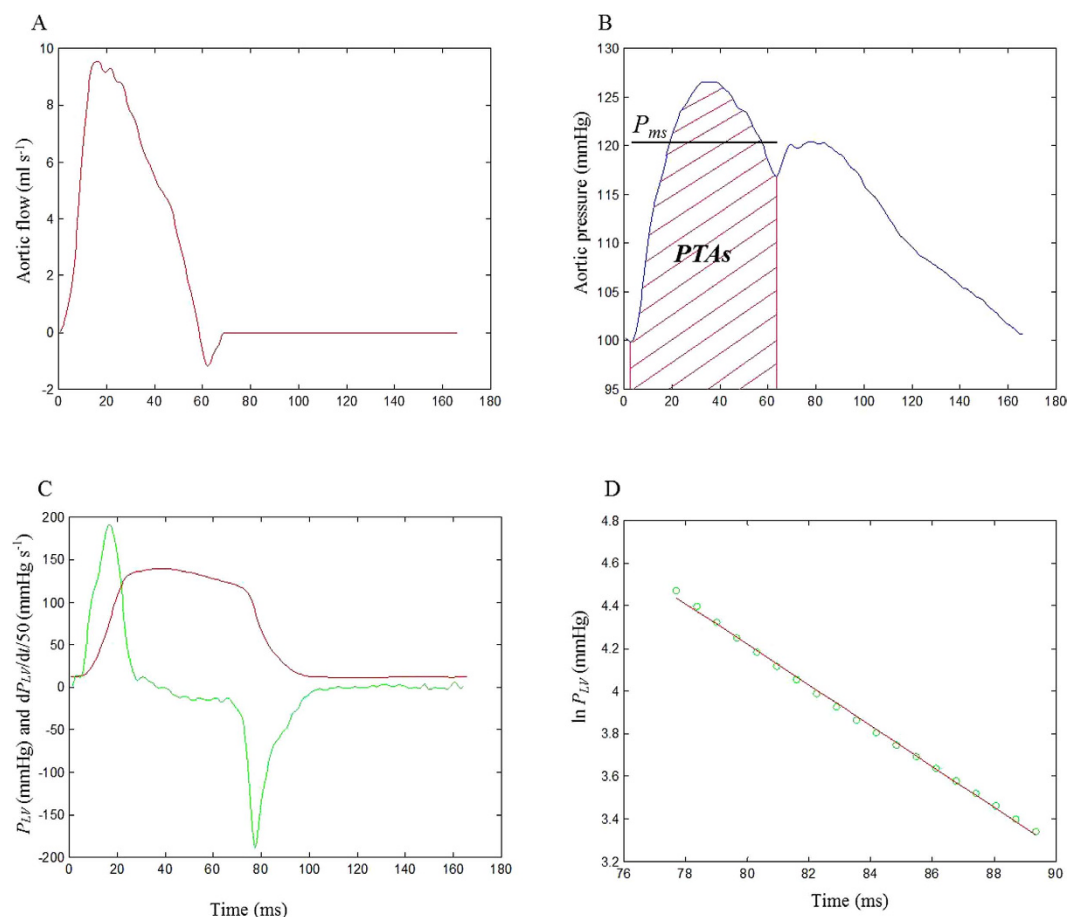 A
Aortic flow (ml s-1)
10
8
6
4
2
0
-2
0 20 40 60 80 100 120 140 160 180
B
Aortic pressure (mmHg)
130
125
120
115
110
105
100
95
Pms
PTAs
0 20 40 60 80 100 120 140 160 180
C
PLV (mmHg) and dPLV/dt/50 (mmHg s-1)
200
150
100
50
0
-50
-100
-150
-200
0 20 40 60 80 100 120 140 160 180
Time (ms)
D
ln PLV (mmHg)
4.8
4.6
4.4
4.2
4
3.8
3.6
3.4
3.2
76 78 80 82 84 86 88 90
Time (ms)